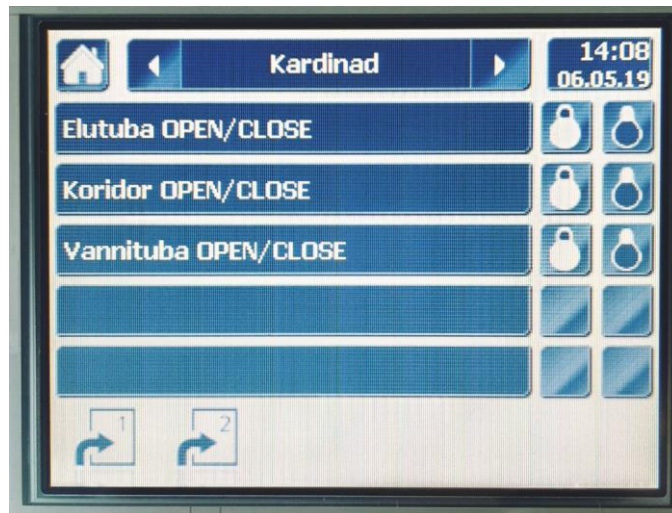 Kardinad
14:08
06.05.19
Elutuba OPEN/CLOSE
Koridor OPEN/CLOSE
Vannituba OPEN/CLOSE
1
2